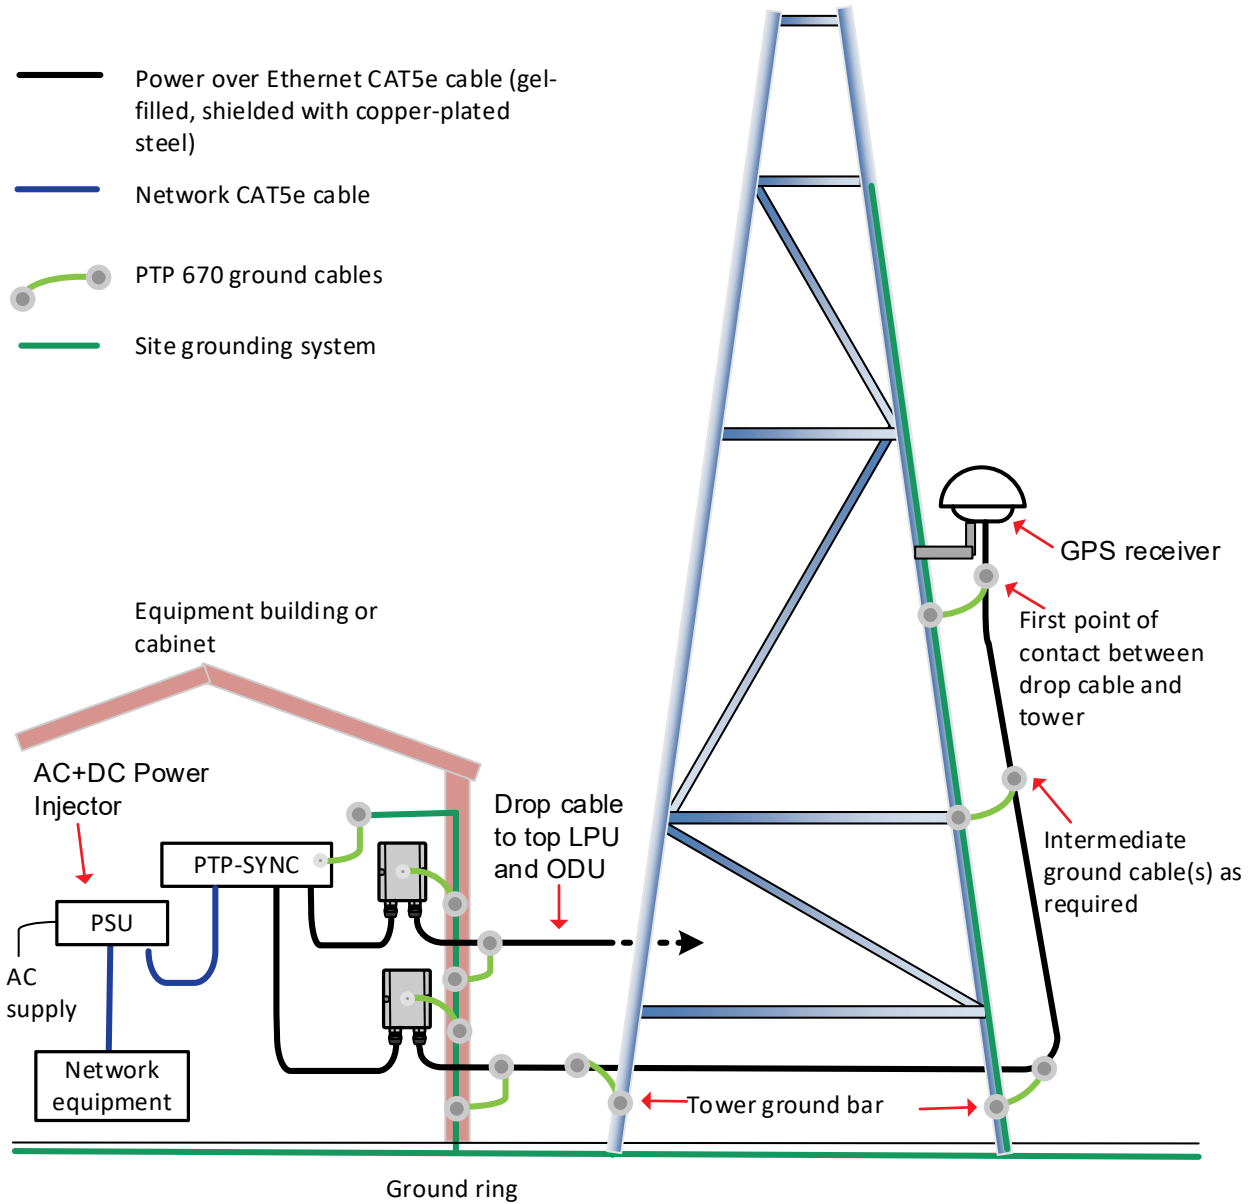 Power over Ethernet CAT5e cable (gel-
filled, shielded with copper-plated
steel)
Network CAT5e cable
PTP 670 ground cables
Site grounding system
GPS receiver
First point of
contact between
drop cable and
tower
Equipment building or
cabinet
AC+DC Power
Injector
Drop cable
to top LPU
and ODU
Intermediate
ground cable(s) as
required
PTP-SYNC
PSU
AC
supply
Network
equipment
Tower ground bar
Ground ring